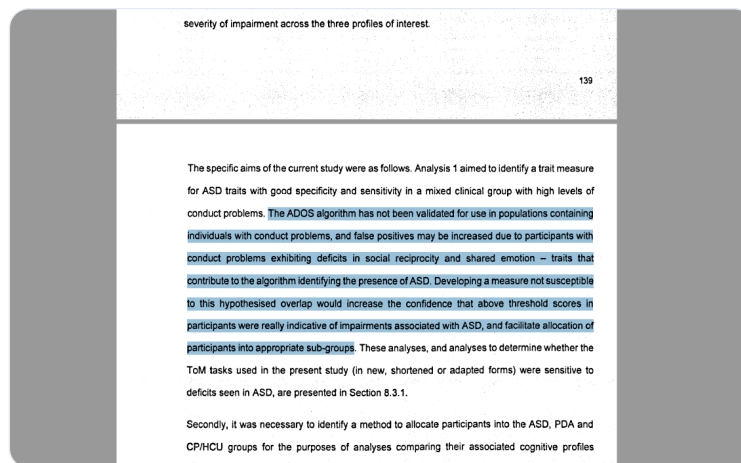 severity of impairment across the three profiles of interest.
139
The specific aims of the current study were as follows. Analysis 1 aimed to identify a trait measure
for ASD traits with good specificity and sensitivity in a mixed clinical group with high levels of
conduct problems. The ADOS algorithm has not been validated for use in populations containing
individuals with conduct problems, and false positives may be increased due to participants with
conduct problems exhibiting deficits in social reciprocity and shared emotion – traits that
contribute to the algorithm identifying the presence of ASD. Developing a measure not susceptible
to this hypothesised overlap would increase the confidence that above threshold scores in
participants were really indicative of impairments associated with ASD, and facilitate allocation of
participants into appropriate sub-groups. These analyses, and analyses to determine whether the
ToM tasks used in the present study (in new, shortened or adapted forms) were sensitive to
deficits seen in ASD, are presented in Section 8.3.1.
Secondly, it was necessary to identify a method to allocate participants into the ASD, PDA and
CP/HCU groups for the purposes of analyses comparing their associated cognitive profiles